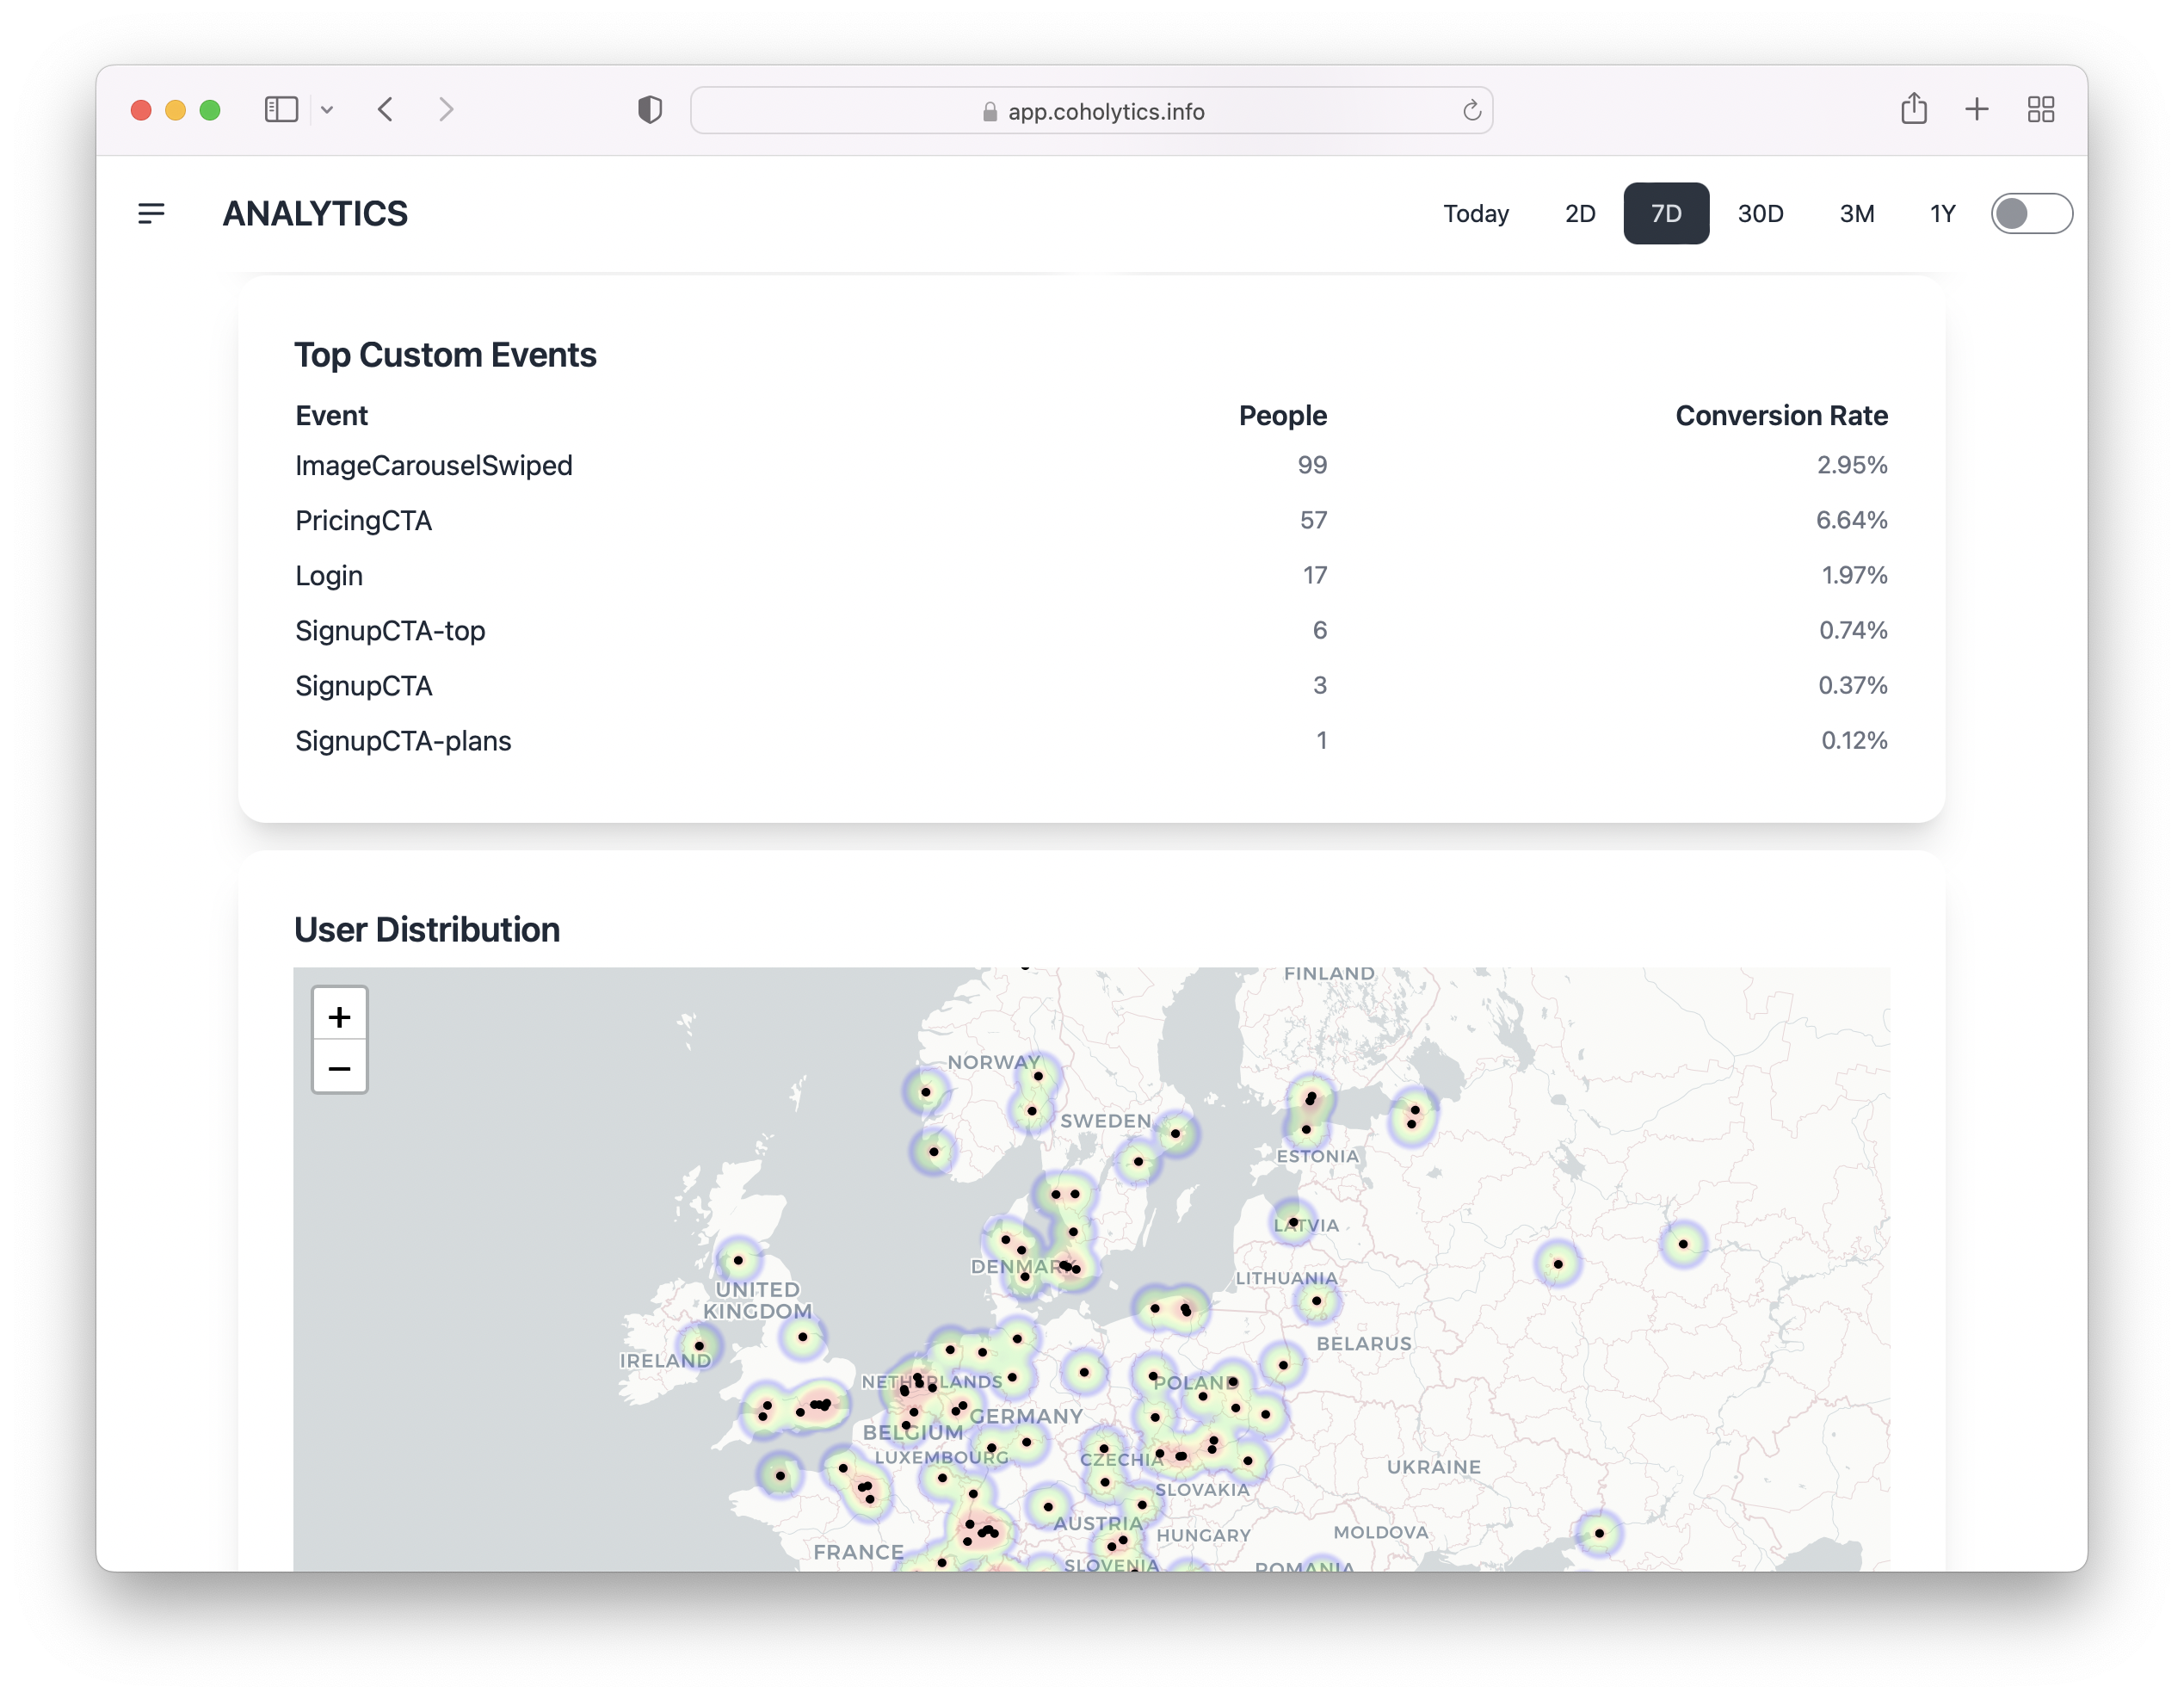 app.coholytics.info
ANALYTICS Today 2D 7D 30D 3M 1Y
Top Custom Events
Event People Conversion Rate
ImageCarouselSwiped 99 2.95%
PricingCTA 57 6.64%
Login 17 1.97%
SignupCTA-top 6 0.74%
SignupCTA 3 0.37%
SignupCTA-plans 1 0.12%
User Distribution
+
−
FINLAND
NORWAY
SWEDEN
ESTONIA
LATVIA
DENMARK
LITHUANIA
UNITED
KINGDOM
BELARUS
IRELAND
NETHERLANDS
POLAND
GERMANY
BELGIUM
LUXEMBOURG
CZECHIA
UKRAINE
SLOVAKIA
AUSTRIA
HUNGARY
MOLDOVA
FRANCE
SLOVENIA
ROMANIA